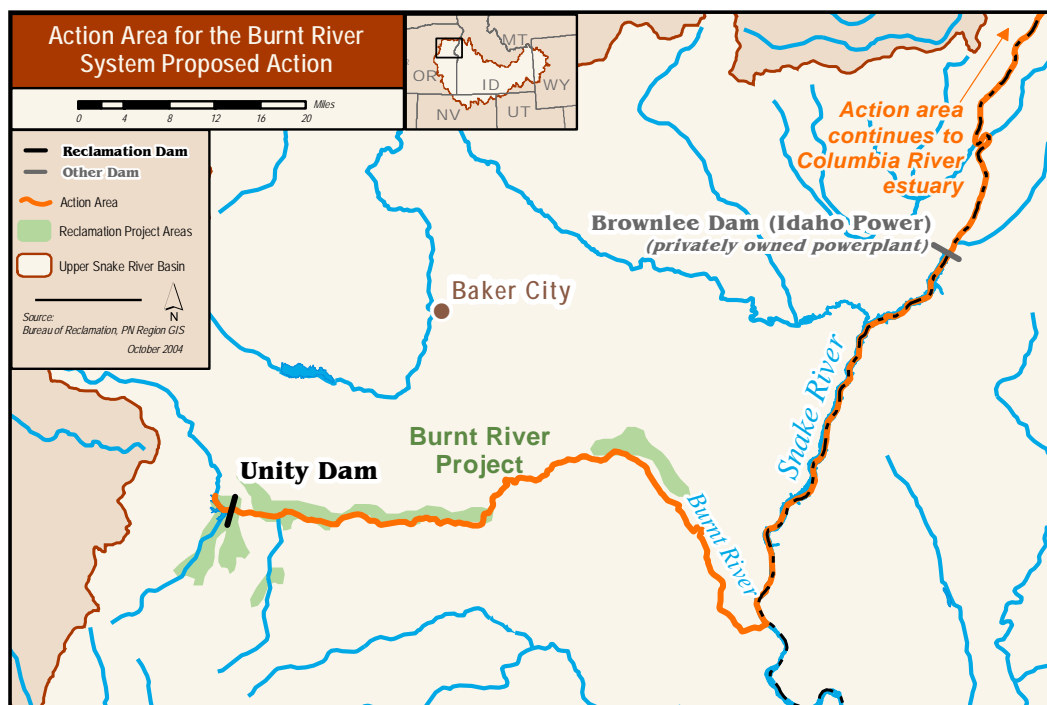 Action Area for the Burnt River
System Proposed Action
Miles
0 4 8 12 16 20
Reclamation Dam
Other Dam
Action Area
Reclamation Project Areas
Upper Snake River Basin
Source:
Bureau of Reclamation, PN Region GIS
October 2004
N
MT
OR
ID
WY
NV
UT
Action area
continues to
Columbia River
estuary
Brownlee Dam (Idaho Power)
(privately owned powerplant)
Baker City
Snake River
Burnt River
Project
Unity Dam
Burnt River